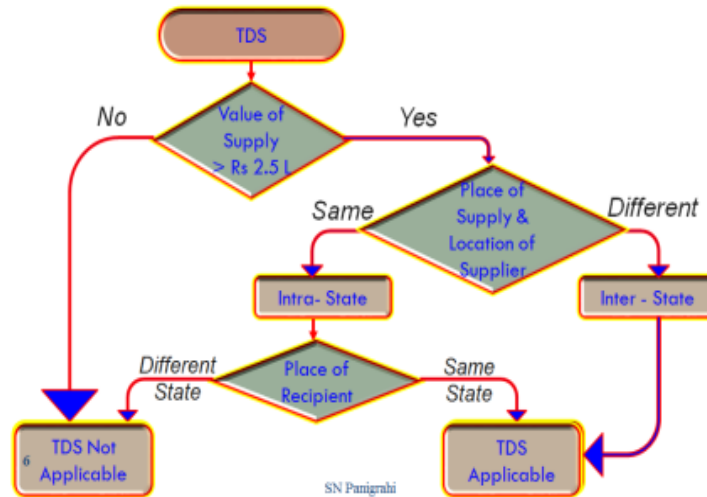 TDS
No
Value of
Supply
> Rs 2.5 L
Yes
Same
Place of
Supply &
Location of
Supplier
Different
Intra- State
Inter - State
Different
State
Place of
Recipient
Same
State
TDS Not
Applicable
6
TDS
Applicable
SN Panigrahi